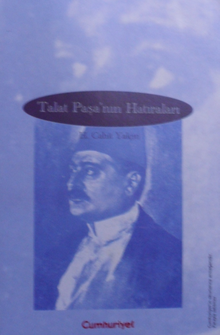 Talat Paşa'nın Hatıraları
H. Cahit Yalçın
Cumhuriyet